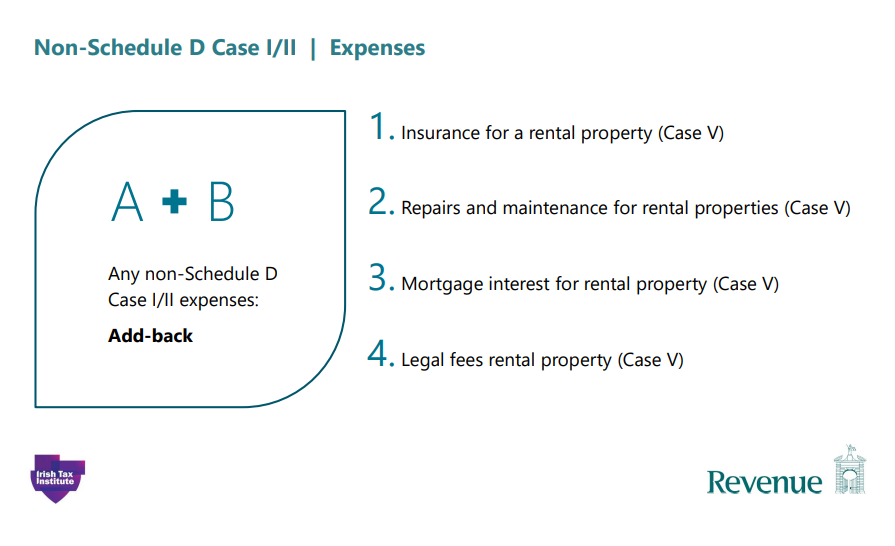 Non-Schedule D Case I/II | Expenses
A + B
Any non-Schedule D
Case I/II expenses:
Add-back
1. Insurance for a rental property (Case V)
2. Repairs and maintenance for rental properties (Case V)
3. Mortgage interest for rental property (Case V)
4. Legal fees rental property (Case V)
Irish Tax
Institute
Revenue